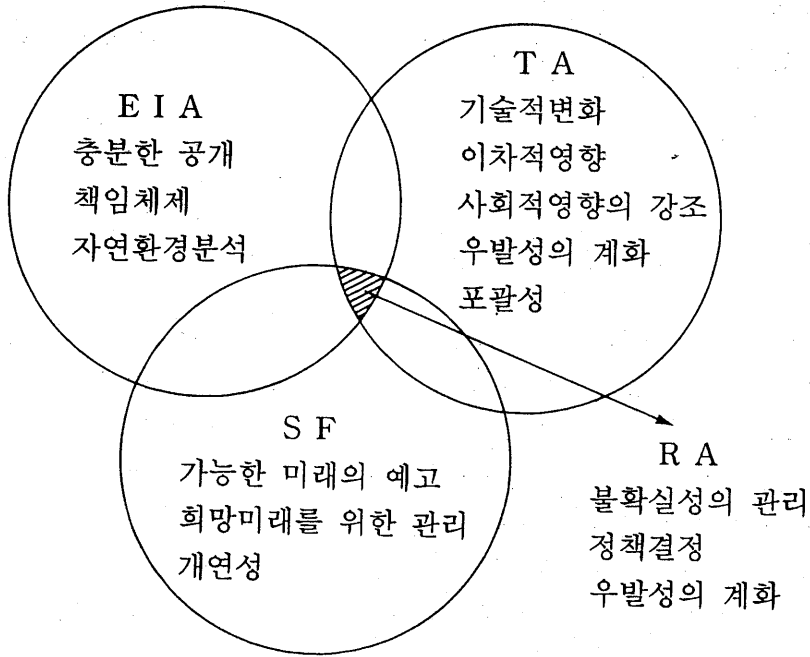 E I A
충분한 공개
책임체제
자연환경분석
T A
기술적변화
이차적영향
사회적영향의 강조
우발성의 계화
포괄성
S F
가능한 미래의 예고
희망미래를 위한 관리
개연성
R A
불확실성의 관리
정책결정
우발성의 계화